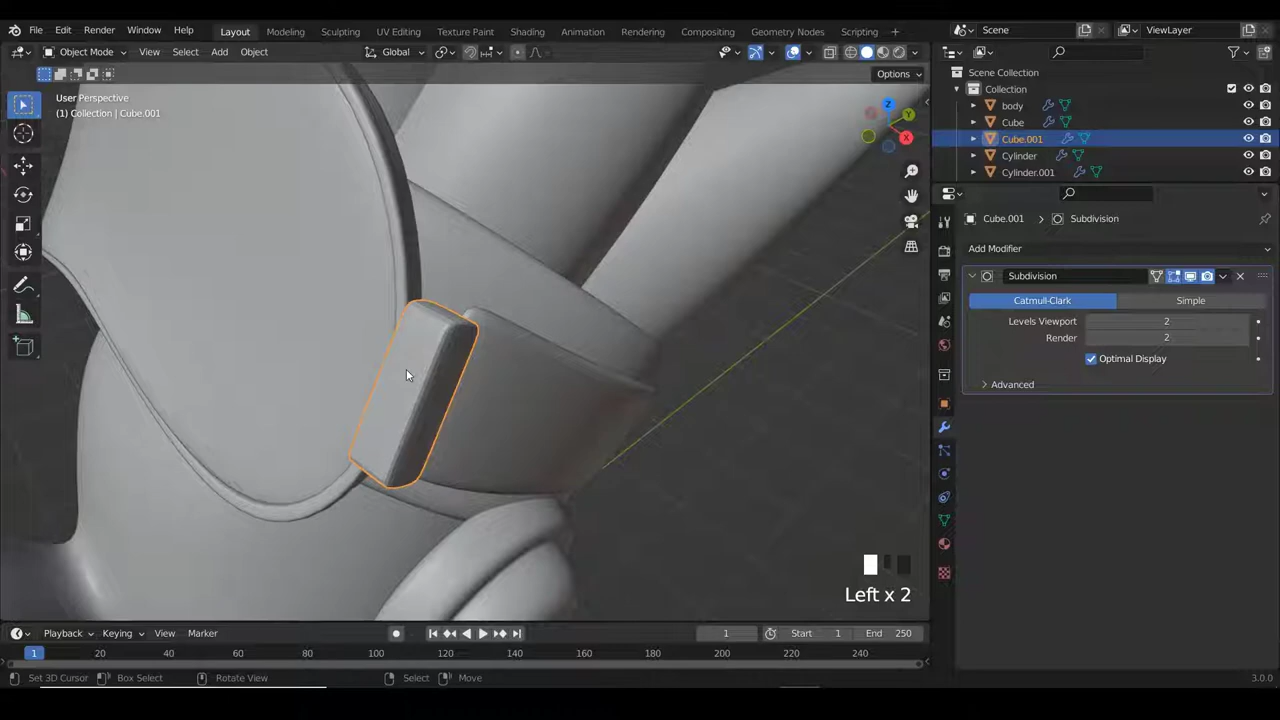 File Edit Render Window Help Layout Modeling Sculpting UV Editing Texture Paint Shading Animation Rendering Compositing Geometry Nodes Scripting + Scene ViewLayer
Object Mode View Select Add Object Global
Options
User Perspective
(1) Collection | Cube.001
Z
Y
X
Scene Collection
Collection
body
Cube
Cube.001
Cylinder
Cylinder.001
Cube.001 > Subdivision
Add Modifier
Subdivision
Catmull-Clark Simple
Levels Viewport 2
Render 2
Optimal Display
Advanced
Left x 2
Playback Keying View Marker 1 Start 1 End 250
1 20 40 60 80 100 120 140 160 180 200 220 240
Set 3D Cursor Box Select Rotate View Select Move 3.0.0